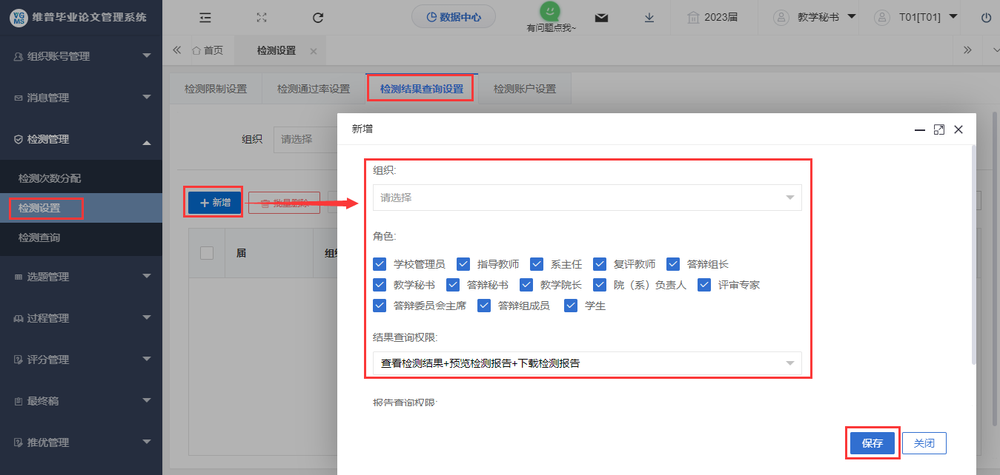 VG MS 维普毕业论文管理系统
数据中心
有问题点我~
2023届
教学秘书
T01[T01]
组织账号管理
消息管理
检测管理
检测次数分配
检测设置
检测查询
选题管理
过程管理
评分管理
最终稿
推优管理
首页
检测设置
检测限制设置
检测通过率设置
检测结果查询设置
检测账户设置
组织
请选择
新增
批量删除
届
组织
新增
组织:
请选择
角色:
学校管理员 指导教师 系主任 复评教师 答辩组长
教学秘书 答辩秘书 教学院长 院（系）负责人 评审专家
答辩委员会主席 答辩组成员 学生
结果查询权限:
查看检测结果+预览检测报告+下载检测报告
报告查询权限:
保存
关闭